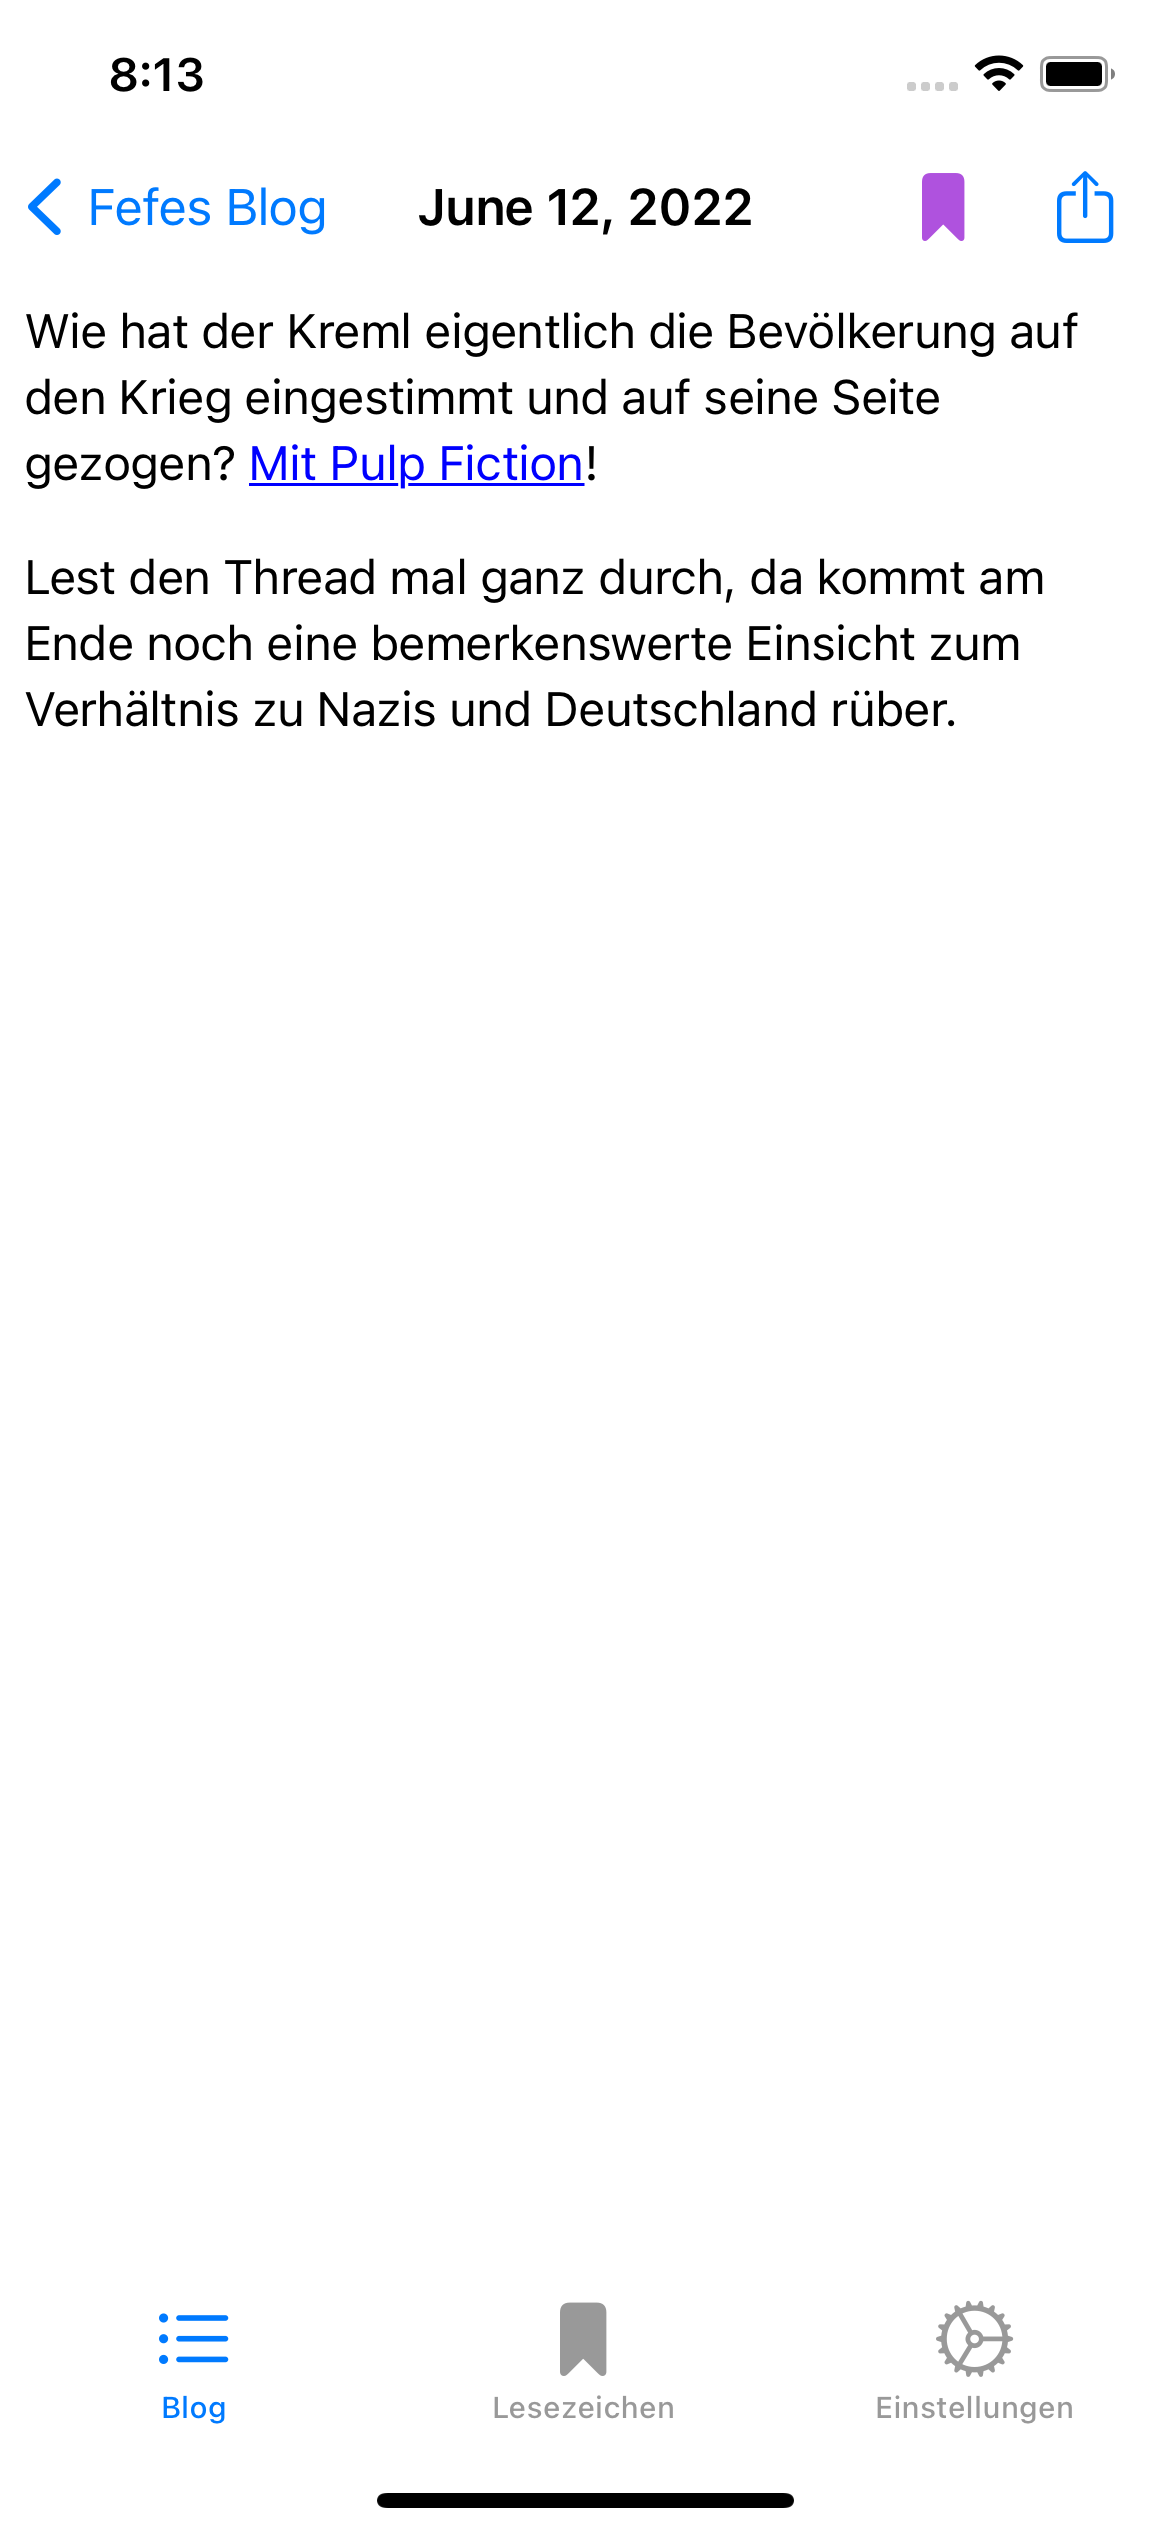 8:13
Fefes Blog
June 12, 2022
Wie hat der Kreml eigentlich die Bevölkerung auf
den Krieg eingestimmt und auf seine Seite
gezogen? Mit Pulp Fiction!
Lest den Thread mal ganz durch, da kommt am
Ende noch eine bemerkenswerte Einsicht zum
Verhältnis zu Nazis und Deutschland rüber.
Blog
Lesezeichen
Einstellungen